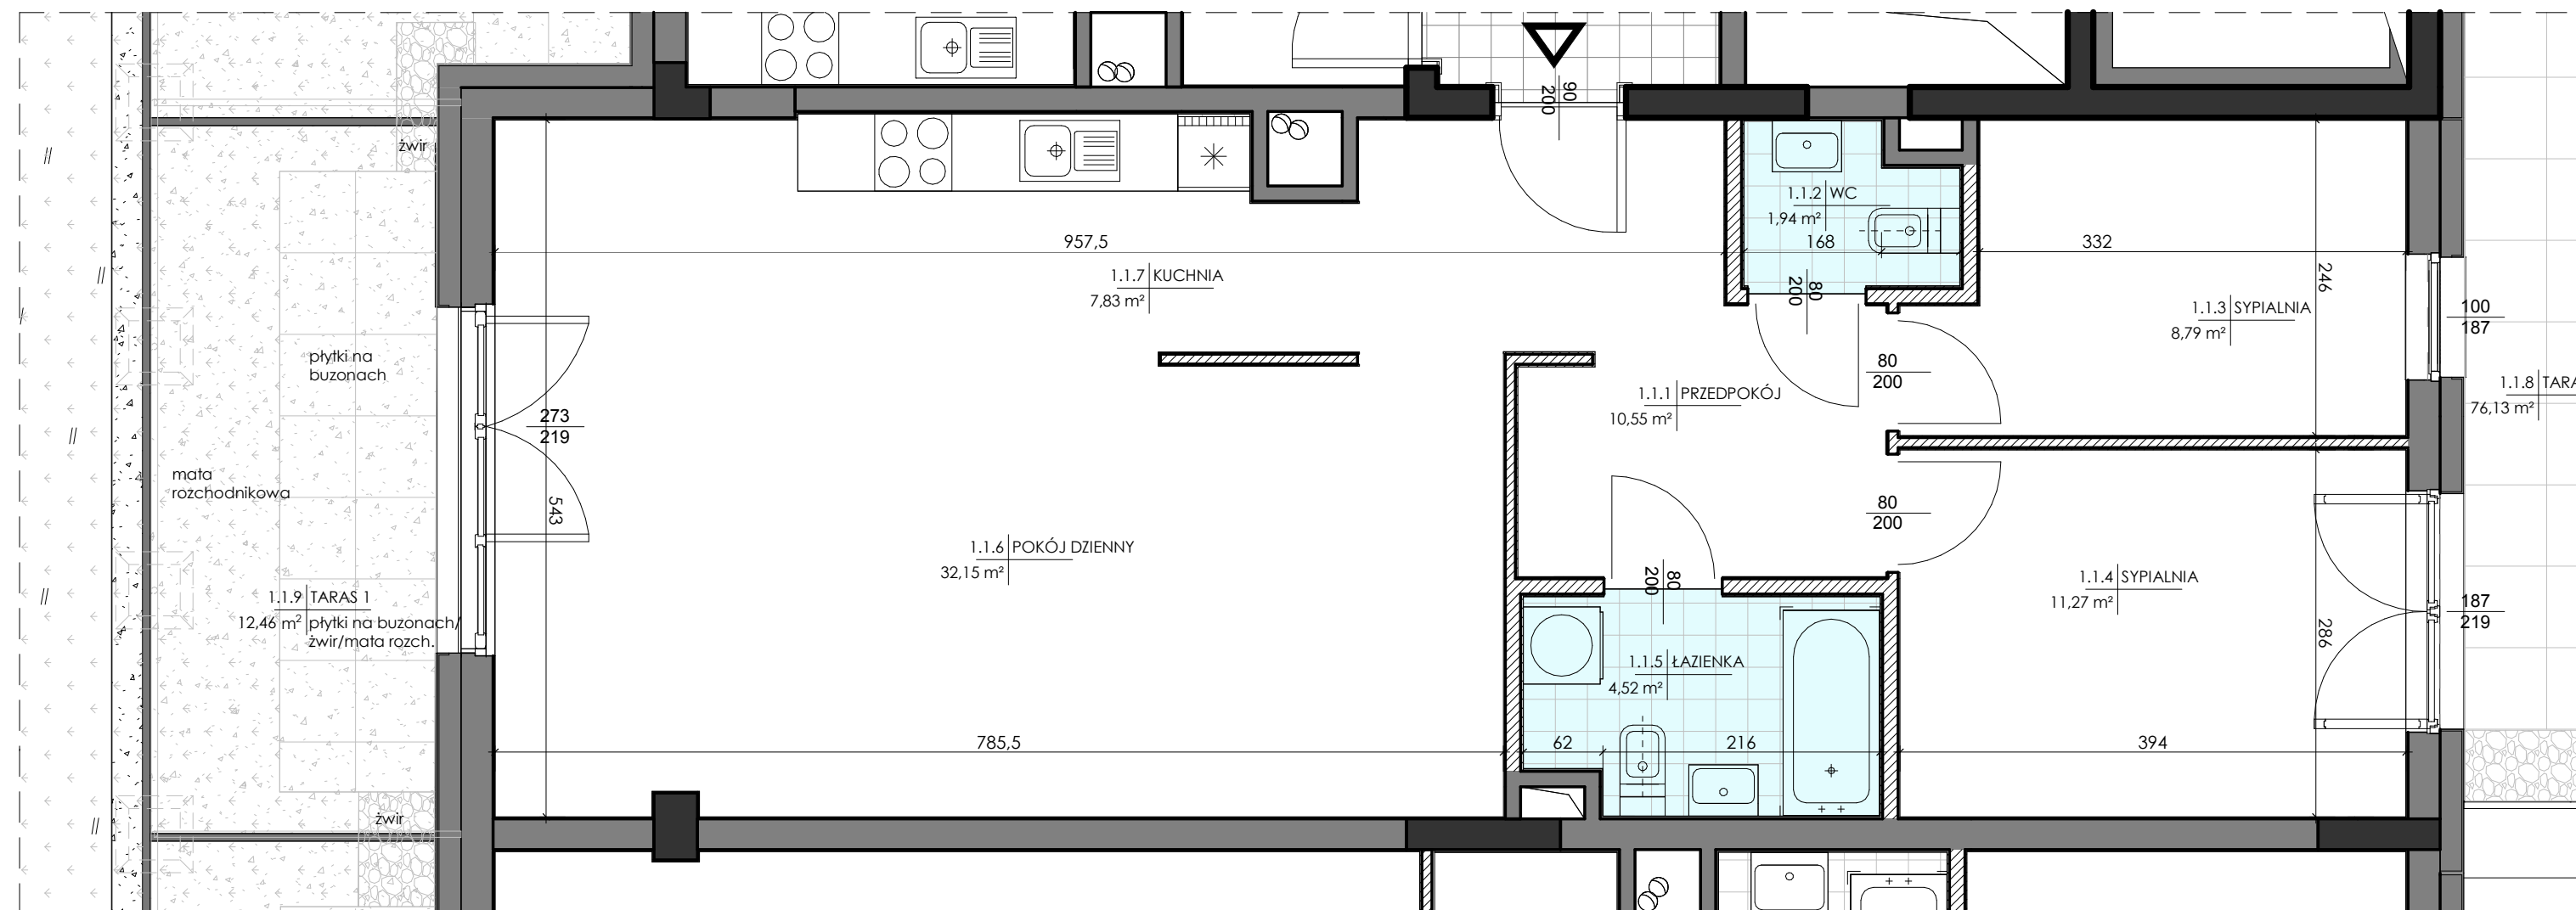 90
200
żwir
1.1.2 WC
1,94 m²
168
957,5
332
246
1.1.7 KUCHNIA
7,83 m²
80
200
1.1.3 SYPIALNIA
8,79 m²
100
187
płytki na
buzonach
80
200
1.1.1 PRZEDPOKÓJ
10,55 m²
1.1.8
76,13 m²
273
219
mata
rozchodnikowa
543
80
200
1.1.6 POKÓJ DZIENNY
32,15 m²
80
200
1.1.4 SYPIALNIA
11,27 m²
187
219
1.1.9 TARAS 1
12,46 m² płytki na buzonach/
żwir/mata rozch.
286
1.1.5 ŁAZIENKA
4,52 m²
785,5
62
216
394
żwir